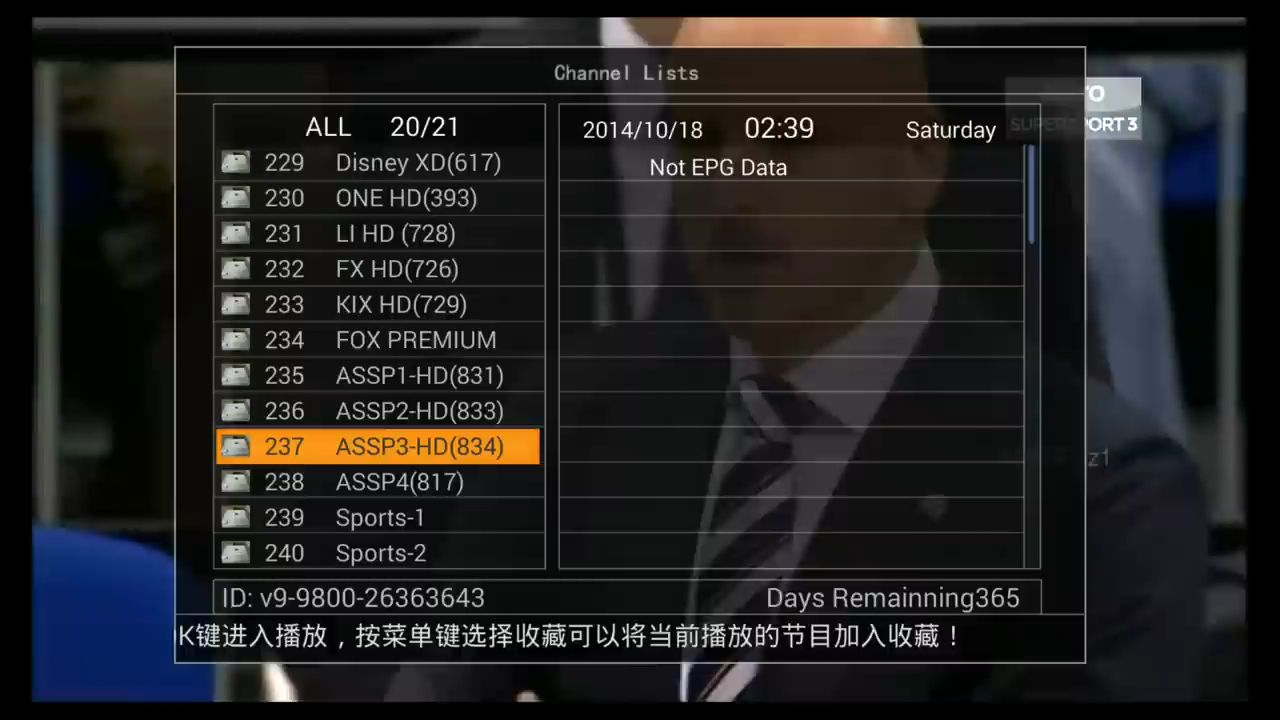 Channel Lists
ALL 20/21
229 Disney XD(617)
230 ONE HD(393)
231 LI HD (728)
232 FX HD(726)
233 KIX HD(729)
234 FOX PREMIUM
235 ASSP1-HD(831)
236 ASSP2-HD(833)
237 ASSP3-HD(834)
238 ASSP4(817)
239 Sports-1
240 Sports-2
2014/10/18 02:39 Saturday
Not EPG Data
SUPERSPORT 3
z1
ID: v9-9800-26363643
Days Remainning365
K键进入播放，按菜单键选择收藏可以将当前播放的节目加入收藏！